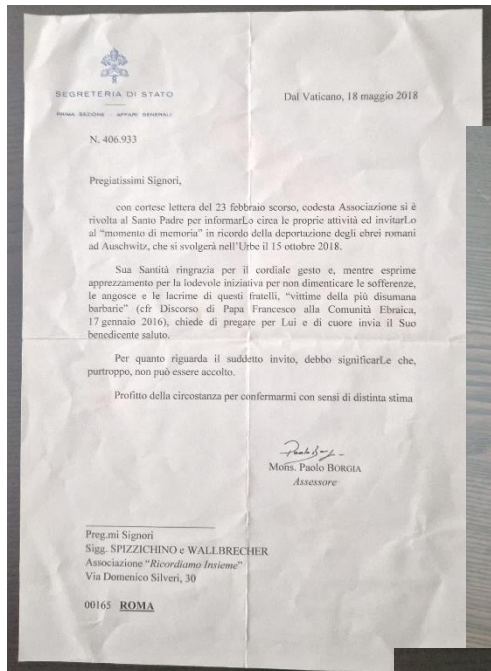 SEGRETERIA DI STATO
PRIMA SEZIONE - AFFARI GENERALI
Dal Vaticano, 18 maggio 2018
N. 406.933
Pregiatissimi Signori,
con cortese lettera del 23 febbraio scorso, codesta Associazione si è
rivolta al Santo Padre per informarLo circa le proprie attività ed invitarLo
al “momento di memoria” in ricordo della deportazione degli ebrei romani
ad Auschwitz, che si svolgerà nell'Urbe il 15 ottobre 2018.
Sua Santità ringrazia per il cordiale gesto e, mentre esprime
apprezzamento per la lodevole iniziativa per non dimenticare le sofferenze,
le angosce e le lacrime di questi fratelli, “vittime della più disumana
barbarie” (cfr Discorso di Papa Francesco alla Comunità Ebraica,
17 gennaio 2016), chiede di pregare per Lui e di cuore invia il Suo
benedicente saluto.
Per quanto riguarda il suddetto invito, debbo significarLe che,
purtroppo, non può essere accolto.
Profitto della circostanza per confermarmi con sensi di distinta stima
Mons. Paolo BORGIA
Assessore
Preg.mi Signori
Sigg. SPIZZICHINO e WALLBRECHER
Associazione “Ricordiamo Insieme”
Via Domenico Silveri, 30
00165 ROMA